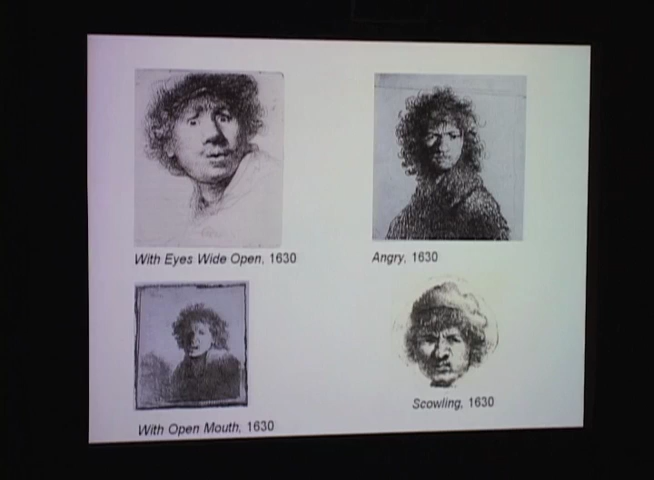 With Eyes Wide Open, 1630
Angry, 1630
With Open Mouth, 1630
Scowling, 1630